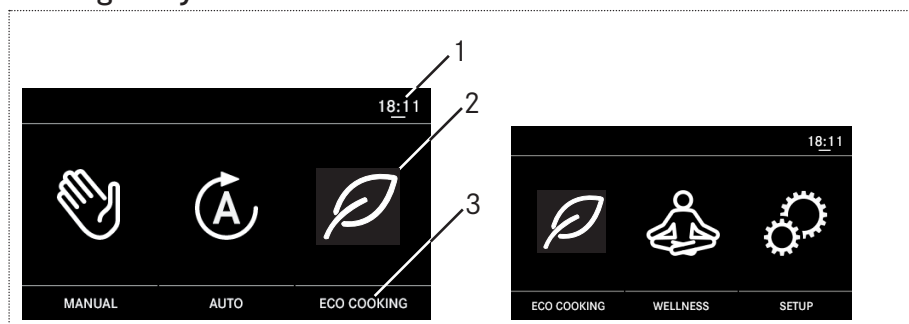 1
18:11
2
18:11
A
3
MANUAL AUTO ECO COOKING
ECO COOKING WELLNESS SETUP